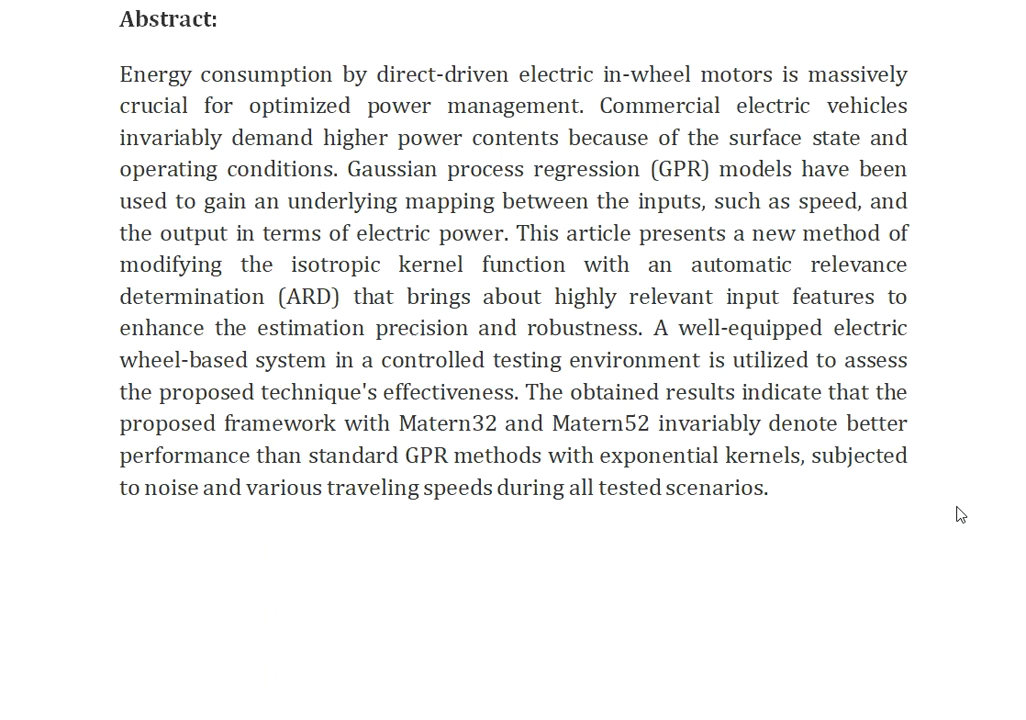 Abstract:
Energy consumption by direct-driven electric in-wheel motors is massively
crucial for optimized power management. Commercial electric vehicles
invariably demand higher power contents because of the surface state and
operating conditions. Gaussian process regression (GPR) models have been
used to gain an underlying mapping between the inputs, such as speed, and
the output in terms of electric power. This article presents a new method of
modifying the isotropic kernel function with an automatic relevance
determination (ARD) that brings about highly relevant input features to
enhance the estimation precision and robustness. A well-equipped electric
wheel-based system in a controlled testing environment is utilized to assess
the proposed technique's effectiveness. The obtained results indicate that the
proposed framework with Matern32 and Matern52 invariably denote better
performance than standard GPR methods with exponential kernels, subjected
to noise and various traveling speeds during all tested scenarios.